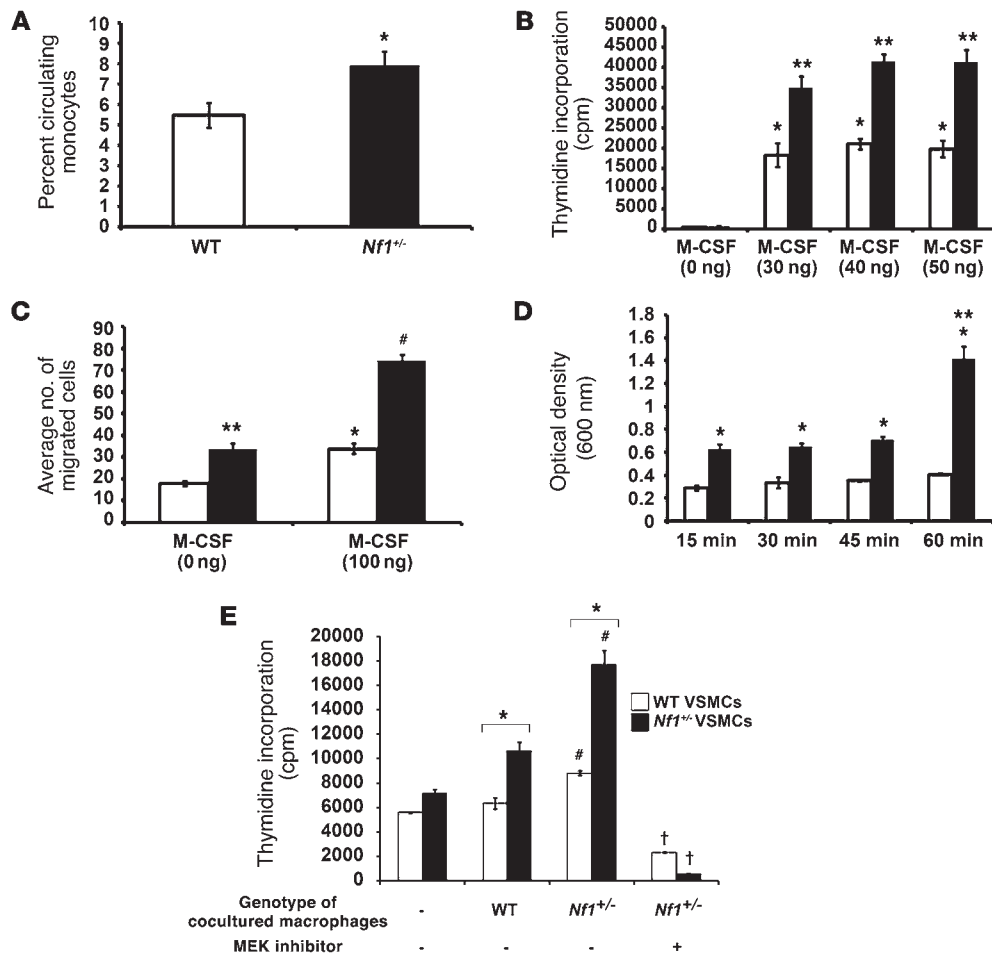 A
Percent circulating
monocytes
10
9
8
7
6
5
4
3
2
1
0
*
WT
Nf1+/-
B
Thymidine incorporation
(cpm)
50000
45000
40000
35000
30000
25000
20000
15000
10000
5000
0
*
**
*
**
*
**
M-CSF
(0 ng)
M-CSF
(30 ng)
M-CSF
(40 ng)
M-CSF
(50 ng)
C
Average no. of
migrated cells
90
80
70
60
50
40
30
20
10
0
**
*
#
M-CSF
(0 ng)
M-CSF
(100 ng)
D
Optical density
(600 nm)
1.8
1.6
1.4
1.2
1
0.8
0.6
0.4
0.2
0
*
*
*
**
*
15 min
30 min
45 min
60 min
E
Thymidine incorporation
(cpm)
20000
18000
16000
14000
12000
10000
8000
6000
4000
2000
0
*
*
#
#
†
†
WT VSMCs
Nf1+/- VSMCs
Genotype of
cocultured macrophages
- WT Nf1+/- Nf1+/-
MEK inhibitor - - - +